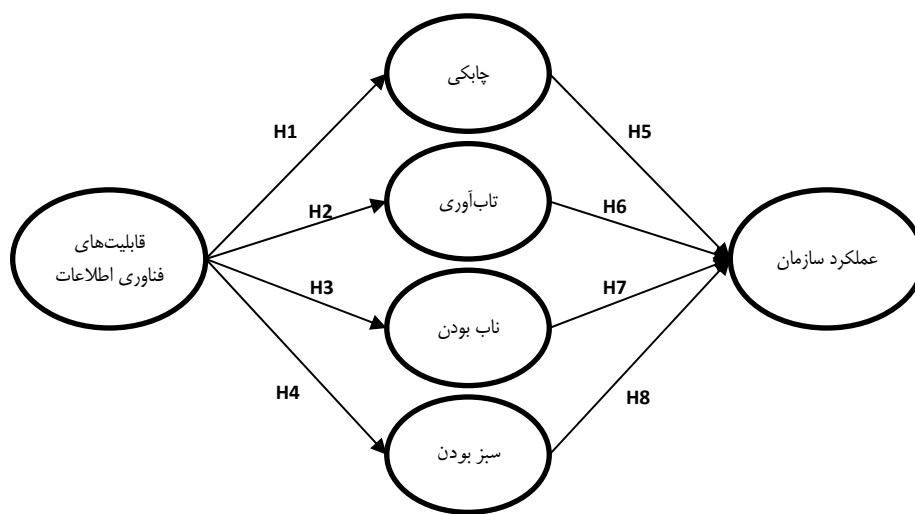 چابکی
H1
H5
تاب‌آوری
H2
H6
قابلیت‌های
فناوری اطلاعات
عملکرد سازمان
H3
H7
ناب بودن
H4
H8
سبز بودن